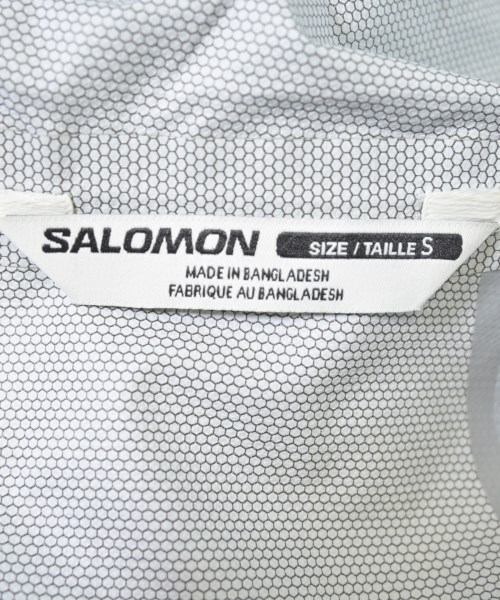 SALOMON SIZE / TAILLE S
MADE IN BANGLADESH
FABRIQUE AU BANGLADESH